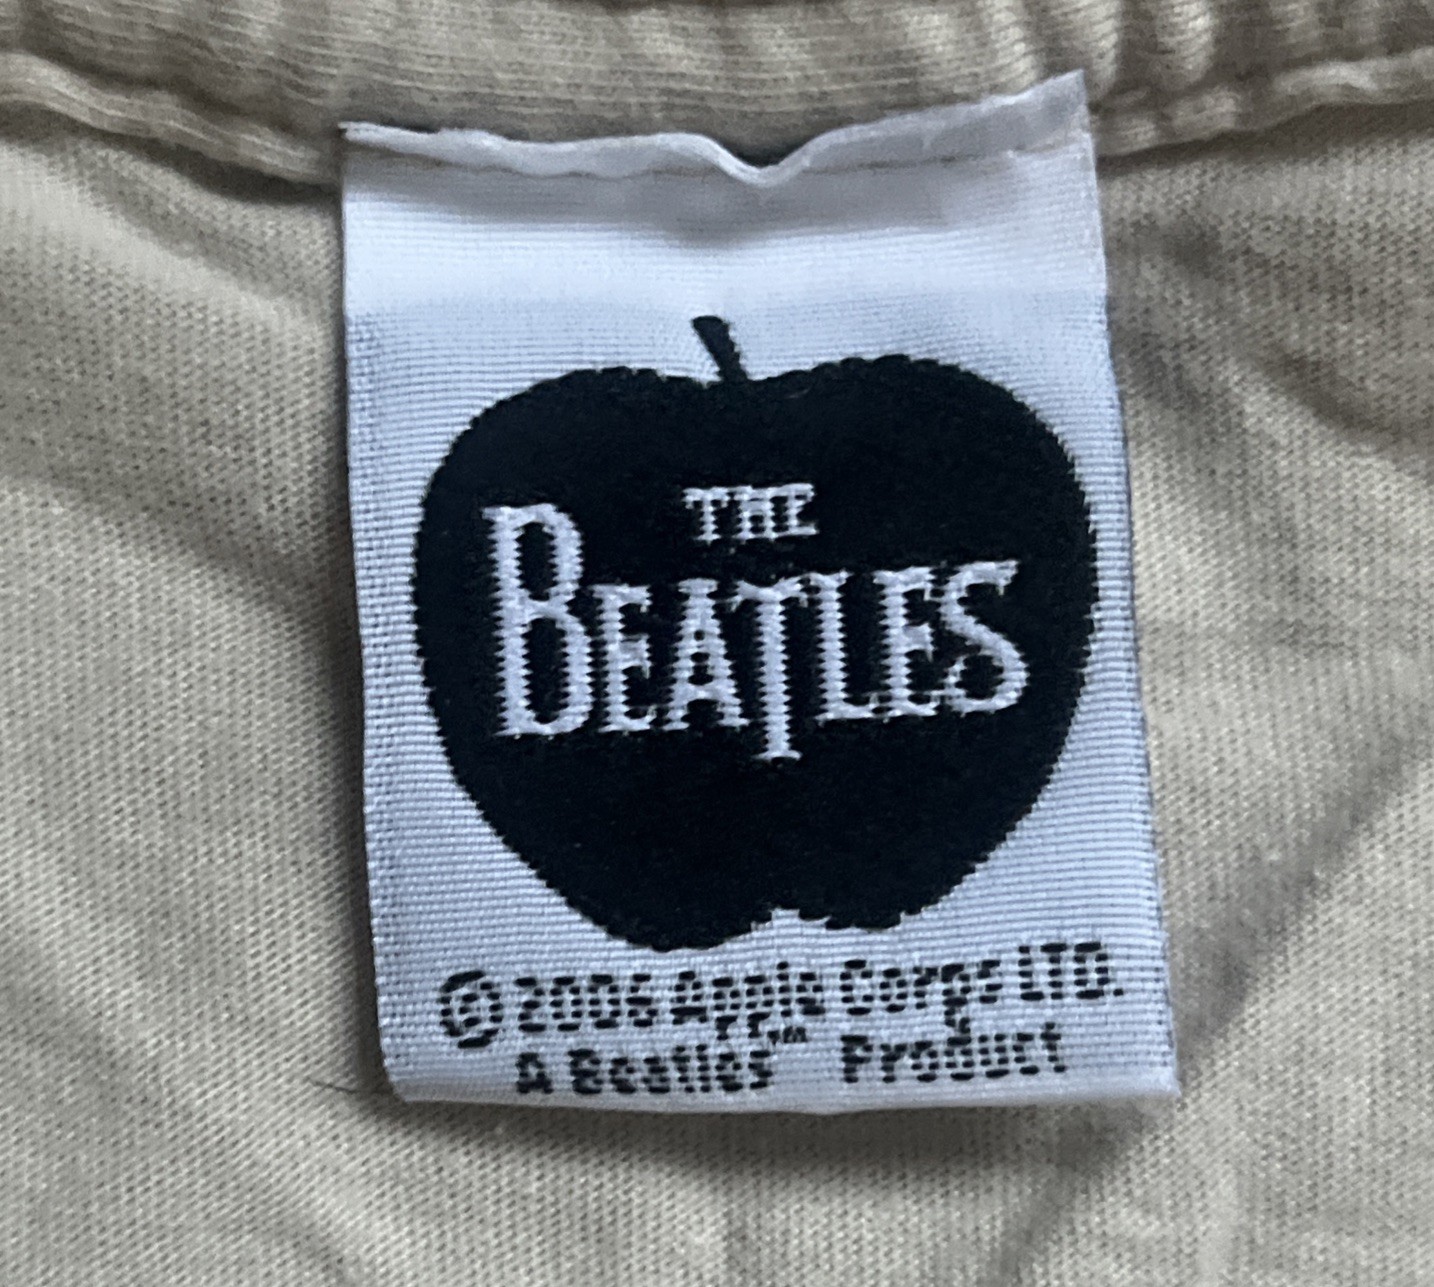 THE
BEATLES
© 2006 Apple Corps LTD.
A Beatles™ Product